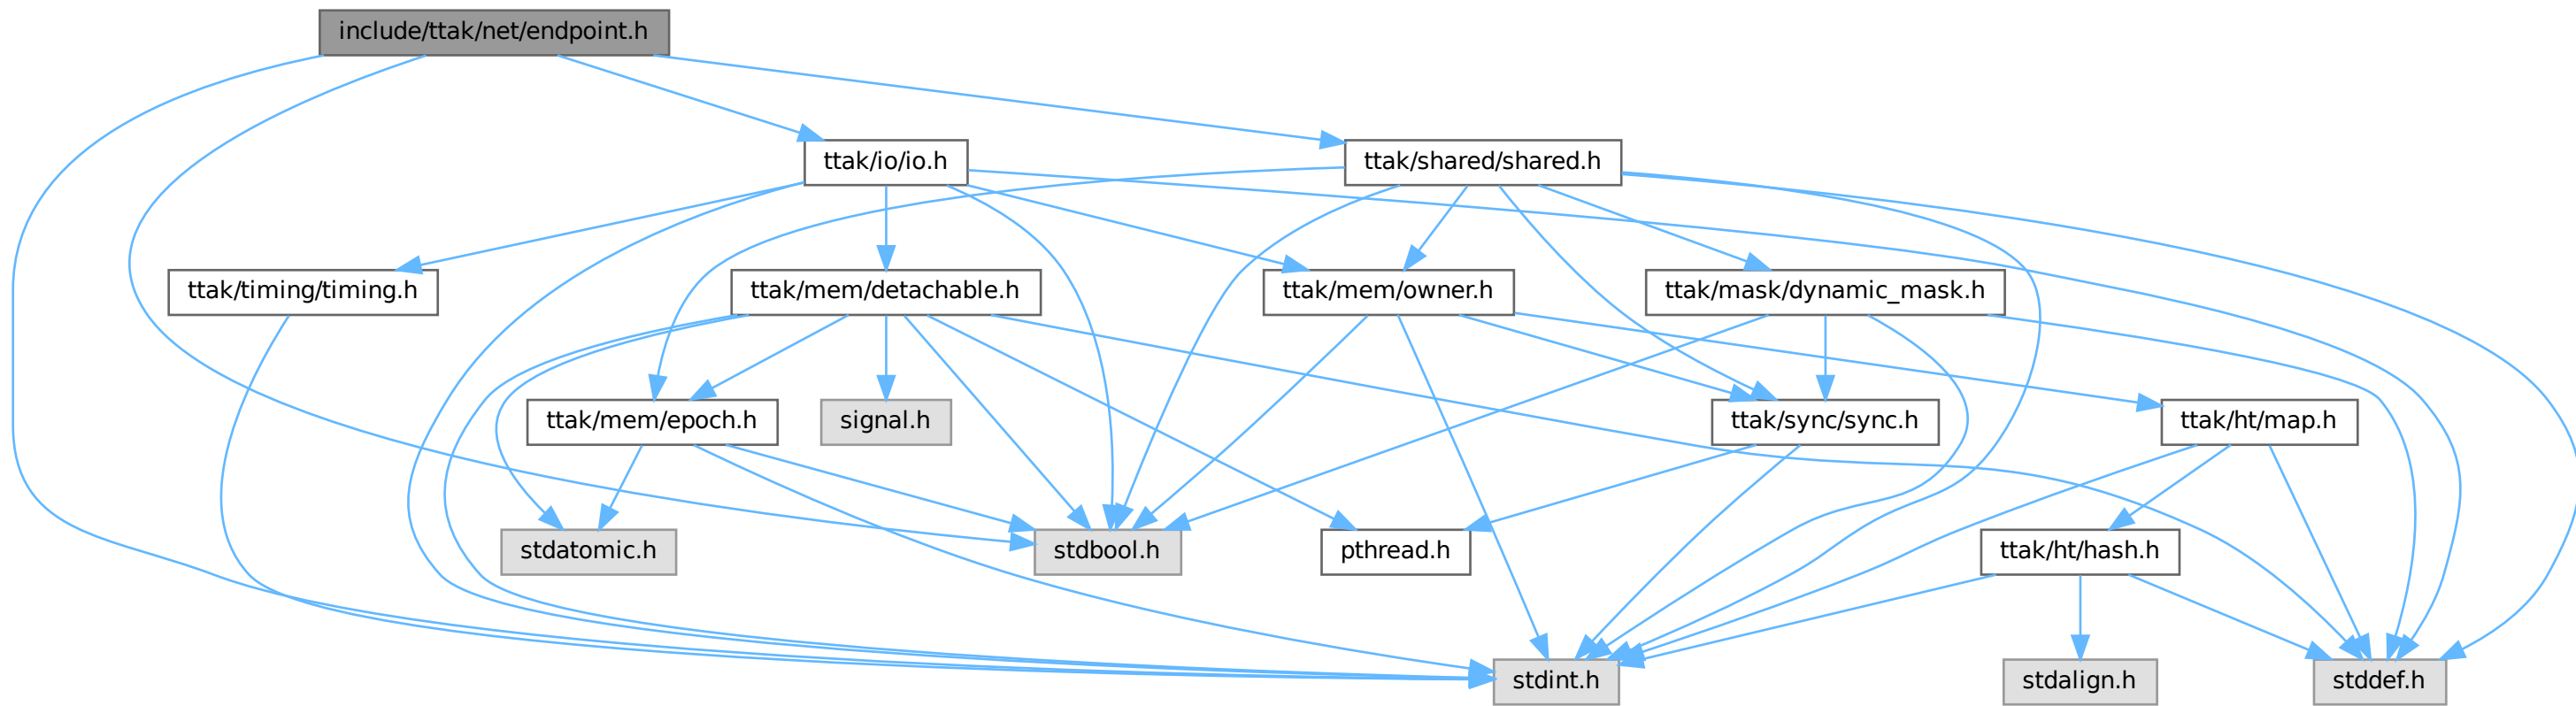 include/ttak/net/endpoint.h
ttak/io/io.h
ttak/shared/shared.h
ttak/timing/timing.h
ttak/mem/detachable.h
ttak/mem/owner.h
ttak/mask/dynamic_mask.h
ttak/mem/epoch.h
signal.h
ttak/sync/sync.h
ttak/ht/map.h
stdatomic.h
stdbool.h
pthread.h
ttak/ht/hash.h
stdint.h
stdalign.h
stddef.h